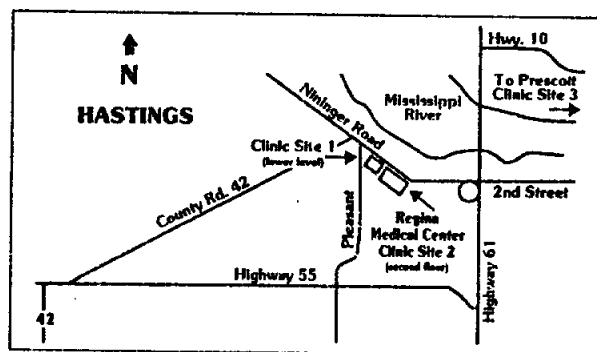 Hwy. 10
N
HASTINGS
To Prescott
Clinic Site 3
Mississippi
River
Nininger Road
Clinic Site 1
(lower level)
County Rd. 42
2nd Street
Pleasant
Regina
Medical Center
Clinic Site 2
(second floor)
Highway 55
Highway 61
42